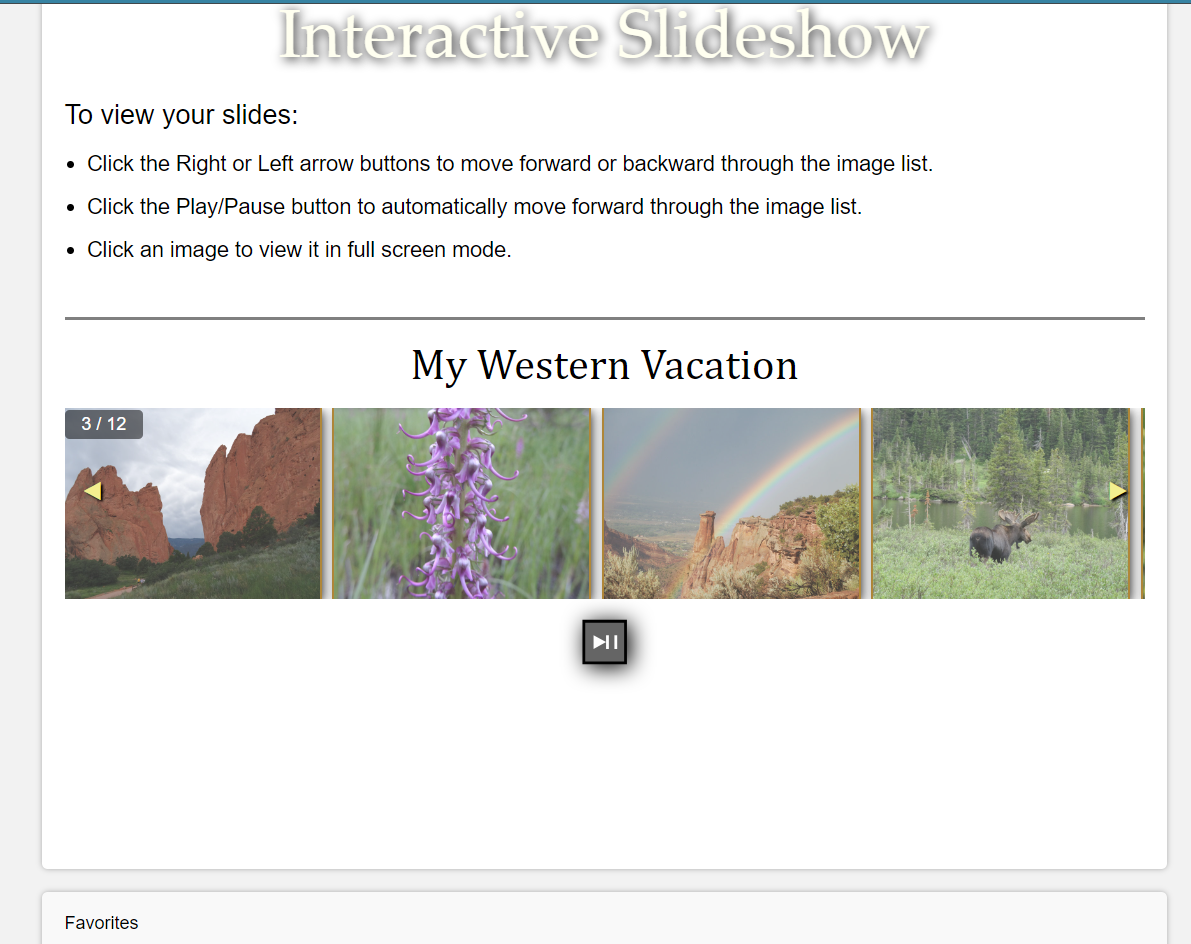 Interactive Slideshow
To view your slides:
Click the Right or Left arrow buttons to move forward or backward through the image list.
Click the Play/Pause button to automatically move forward through the image list.
Click an image to view it in full screen mode.
My Western Vacation
3 / 12
Favorites